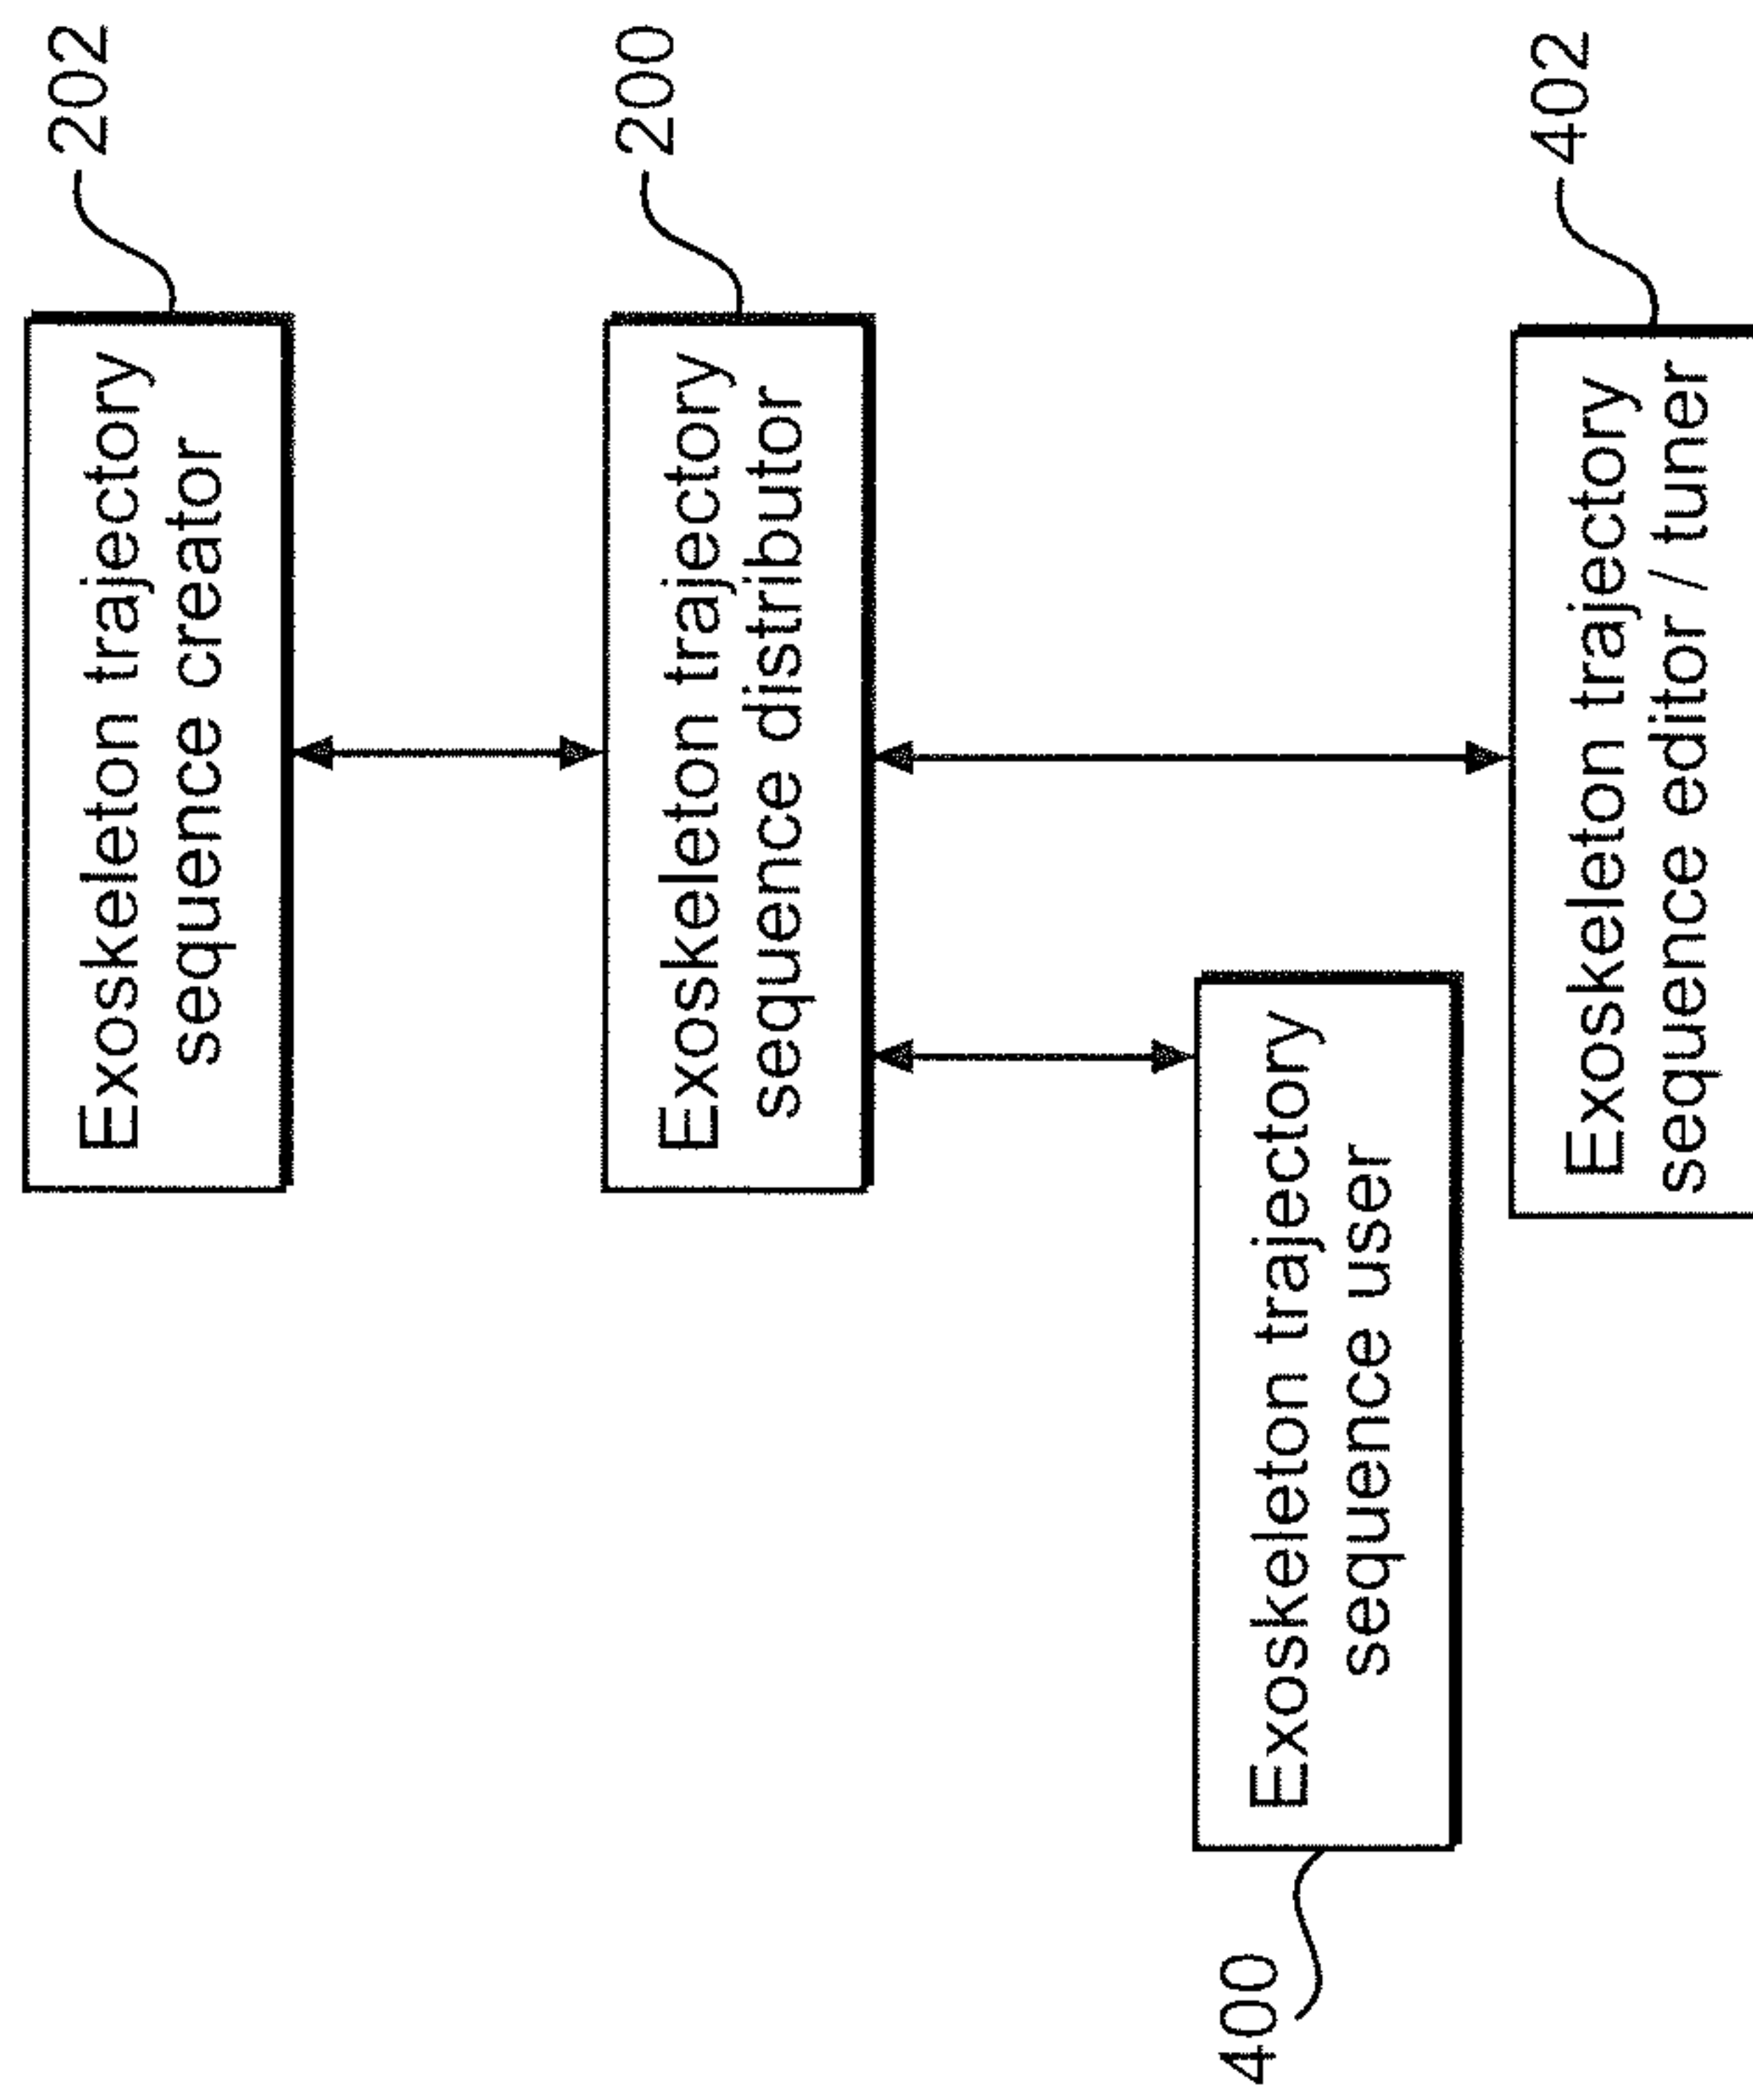 Exoskeleton trajectory
sequence creator
202
Exoskeleton trajectory
sequence distributor
200
Exoskeleton trajectory
sequence user
400
Exoskeleton trajectory
sequence editor / tuner
402